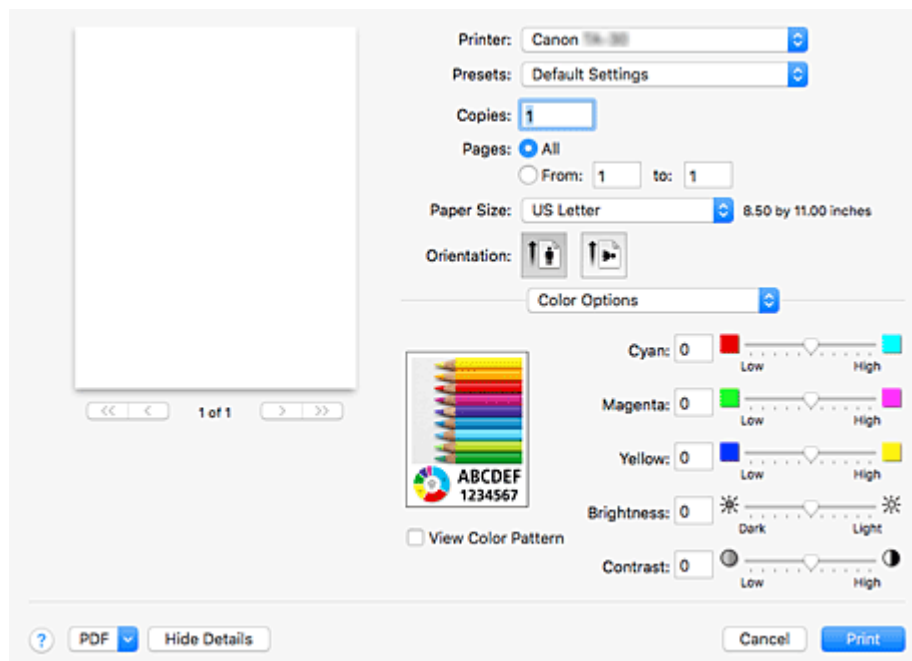 Printer: Canon
Presets: Default Settings
Copies: 1
Pages: All
From: 1 to: 1
Paper Size: US Letter 8.50 by 11.00 inches
Orientation:
Color Options
Cyan: 0
Low High
Magenta: 0
Low High
Yellow: 0
Low High
Brightness: 0
Dark Light
Contrast: 0
Low High
ABCDEF
1234567
View Color Pattern
<< < 1 of 1 > >>
? PDF Hide Details Cancel Print